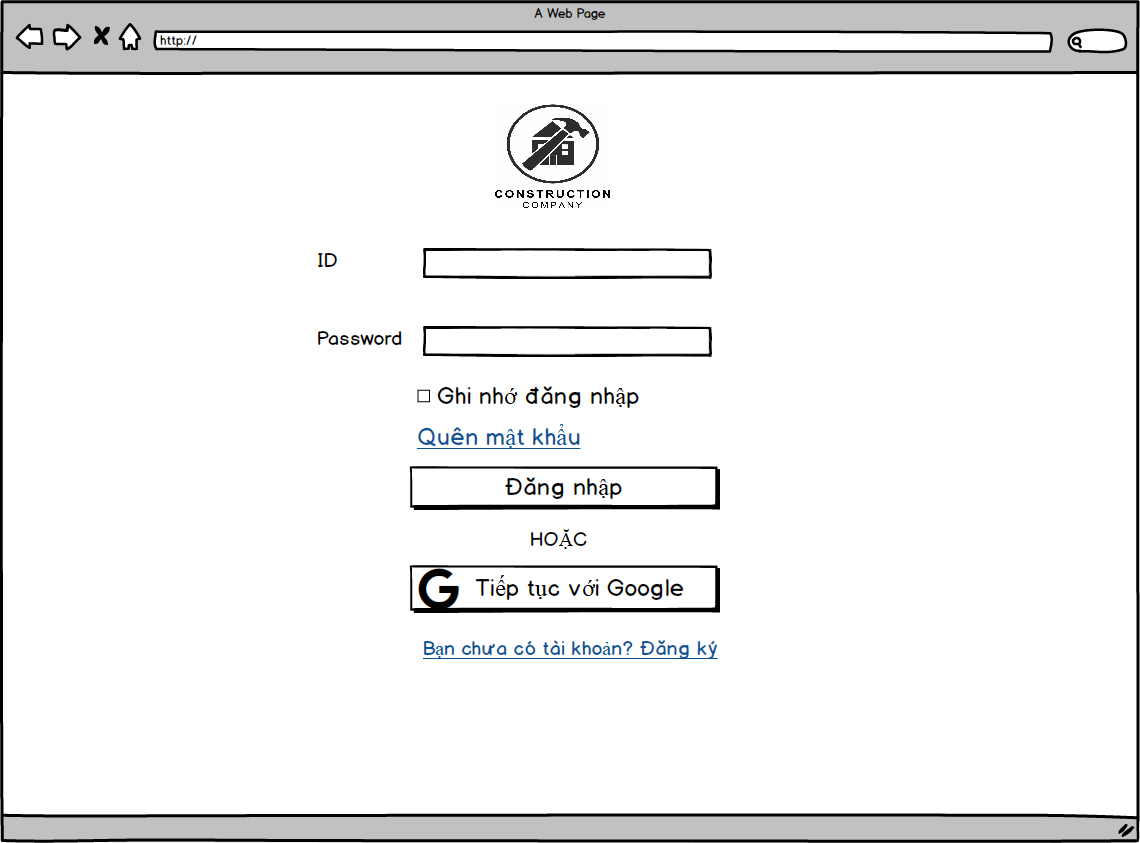 A Web Page
http://
CONSTRUCTION
COMPANY
ID
Password
Ghi nhớ đăng nhập
Quên mật khẩu
Đăng nhập
HOẶC
G Tiếp tục với Google
Bạn chưa có tài khoản? Đăng ký